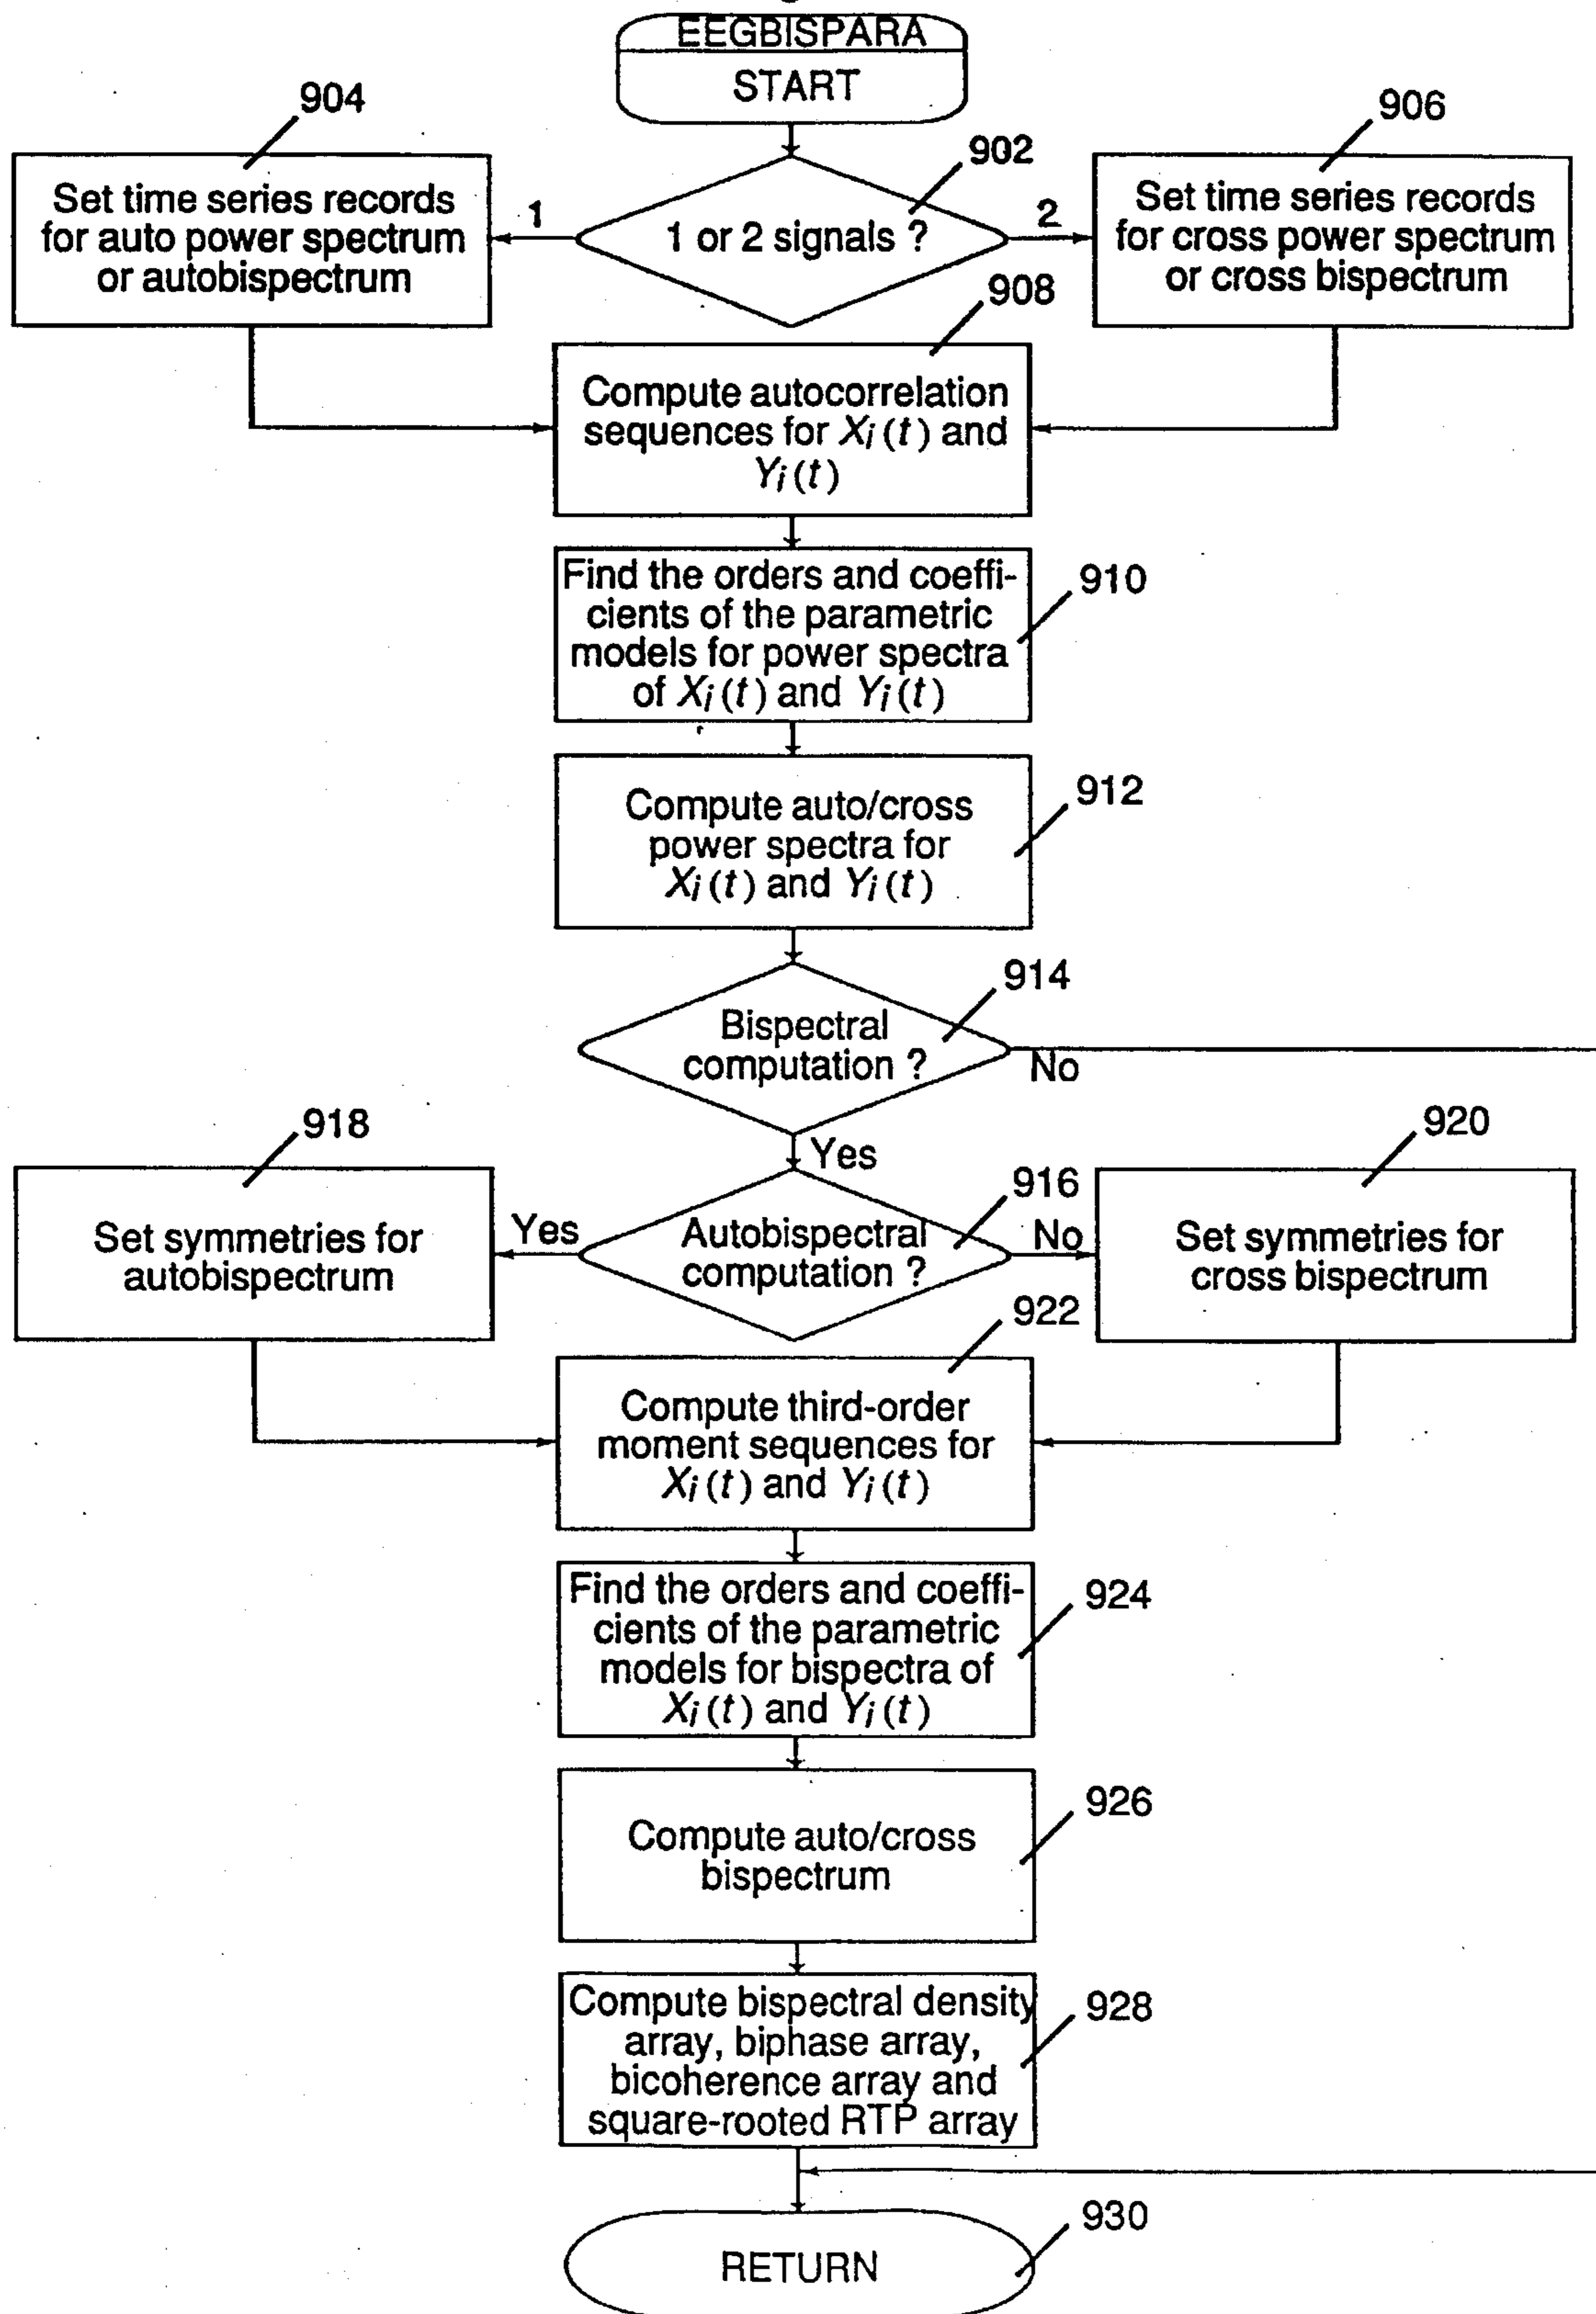 EEGBISPARA
START
904
902
906
Set time series records
for auto power spectrum
or autobispectrum
1
1 or 2 signals ?
2
Set time series records
for cross power spectrum
or cross bispectrum
908
Compute autocorrelation
sequences for Xi (t) and
Yi (t)
910
Find the orders and coeffi-
cients of the parametric
models for power spectra
of Xi (t) and Yi (t)
912
Compute auto/cross
power spectra for
Xi (t) and Yi (t)
914
Bispectral
computation ?
No
Yes
918
916
920
Set symmetries for
autobispectrum
Yes
Autobispectral
computation ?
No
Set symmetries for
cross bispectrum
922
Compute third-order
moment sequences for
Xi (t) and Yi (t)
924
Find the orders and coeffi-
cients of the parametric
models for bispectra of
Xi (t) and Yi (t)
926
Compute auto/cross
bispectrum
928
Compute bispectral density
array, biphase array,
bicoherence array and
square-rooted RTP array
930
RETURN